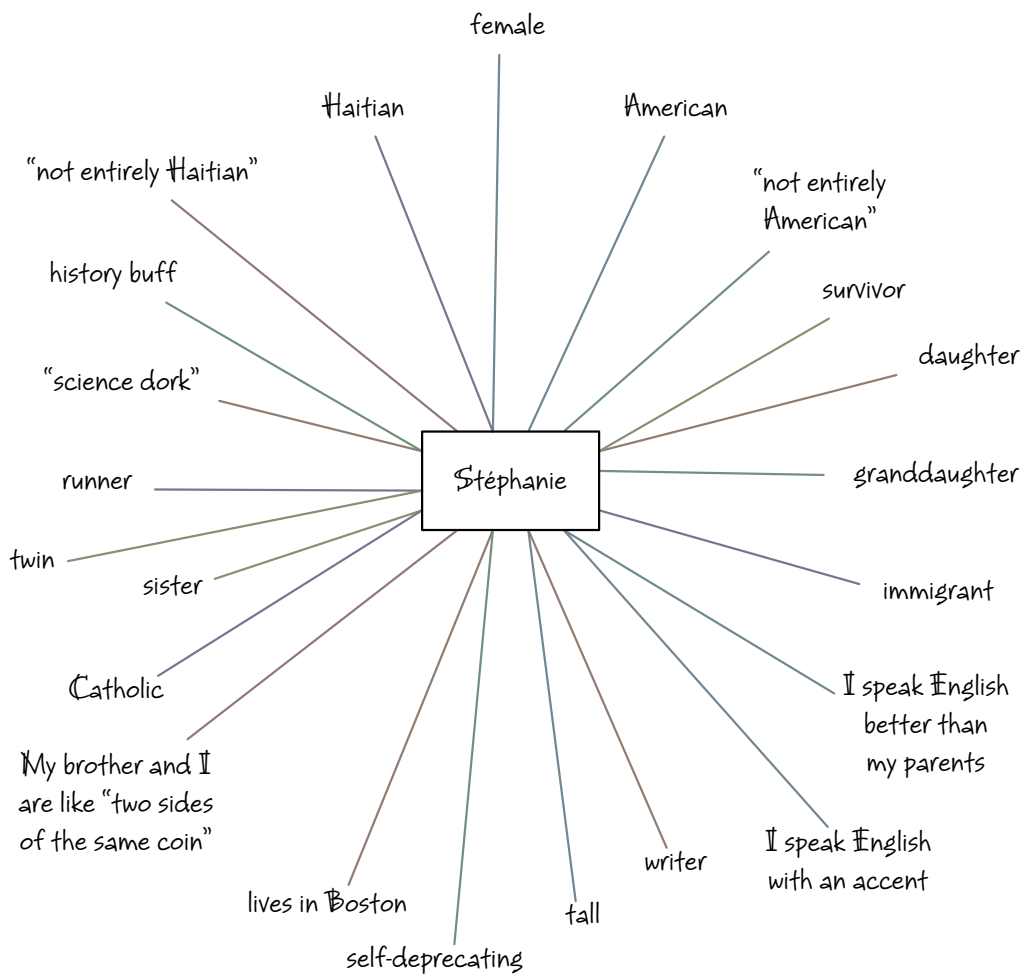 female
Haitian
American
“not entirely Haitian”
“not entirely
American”
history buff
survivor
daughter
“science dork”
runner
Stéphanie
granddaughter
twin
sister
immigrant
Catholic
I speak English
better than
my parents
My brother and I
are like “two sides
of the same coin”
I speak English
with an accent
writer
lives in Boston
tall
self-deprecating